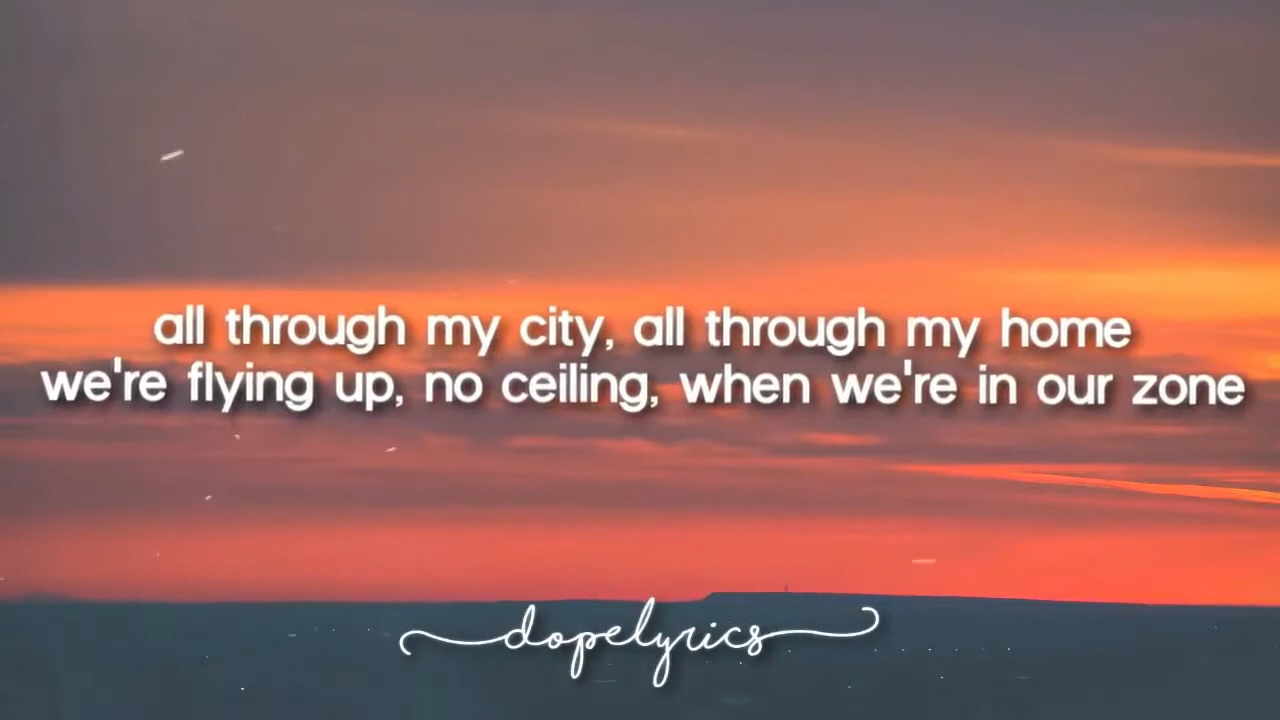 all through my city, all through my home
we're flying up, no ceiling, when we're in our zone
dopelyrics